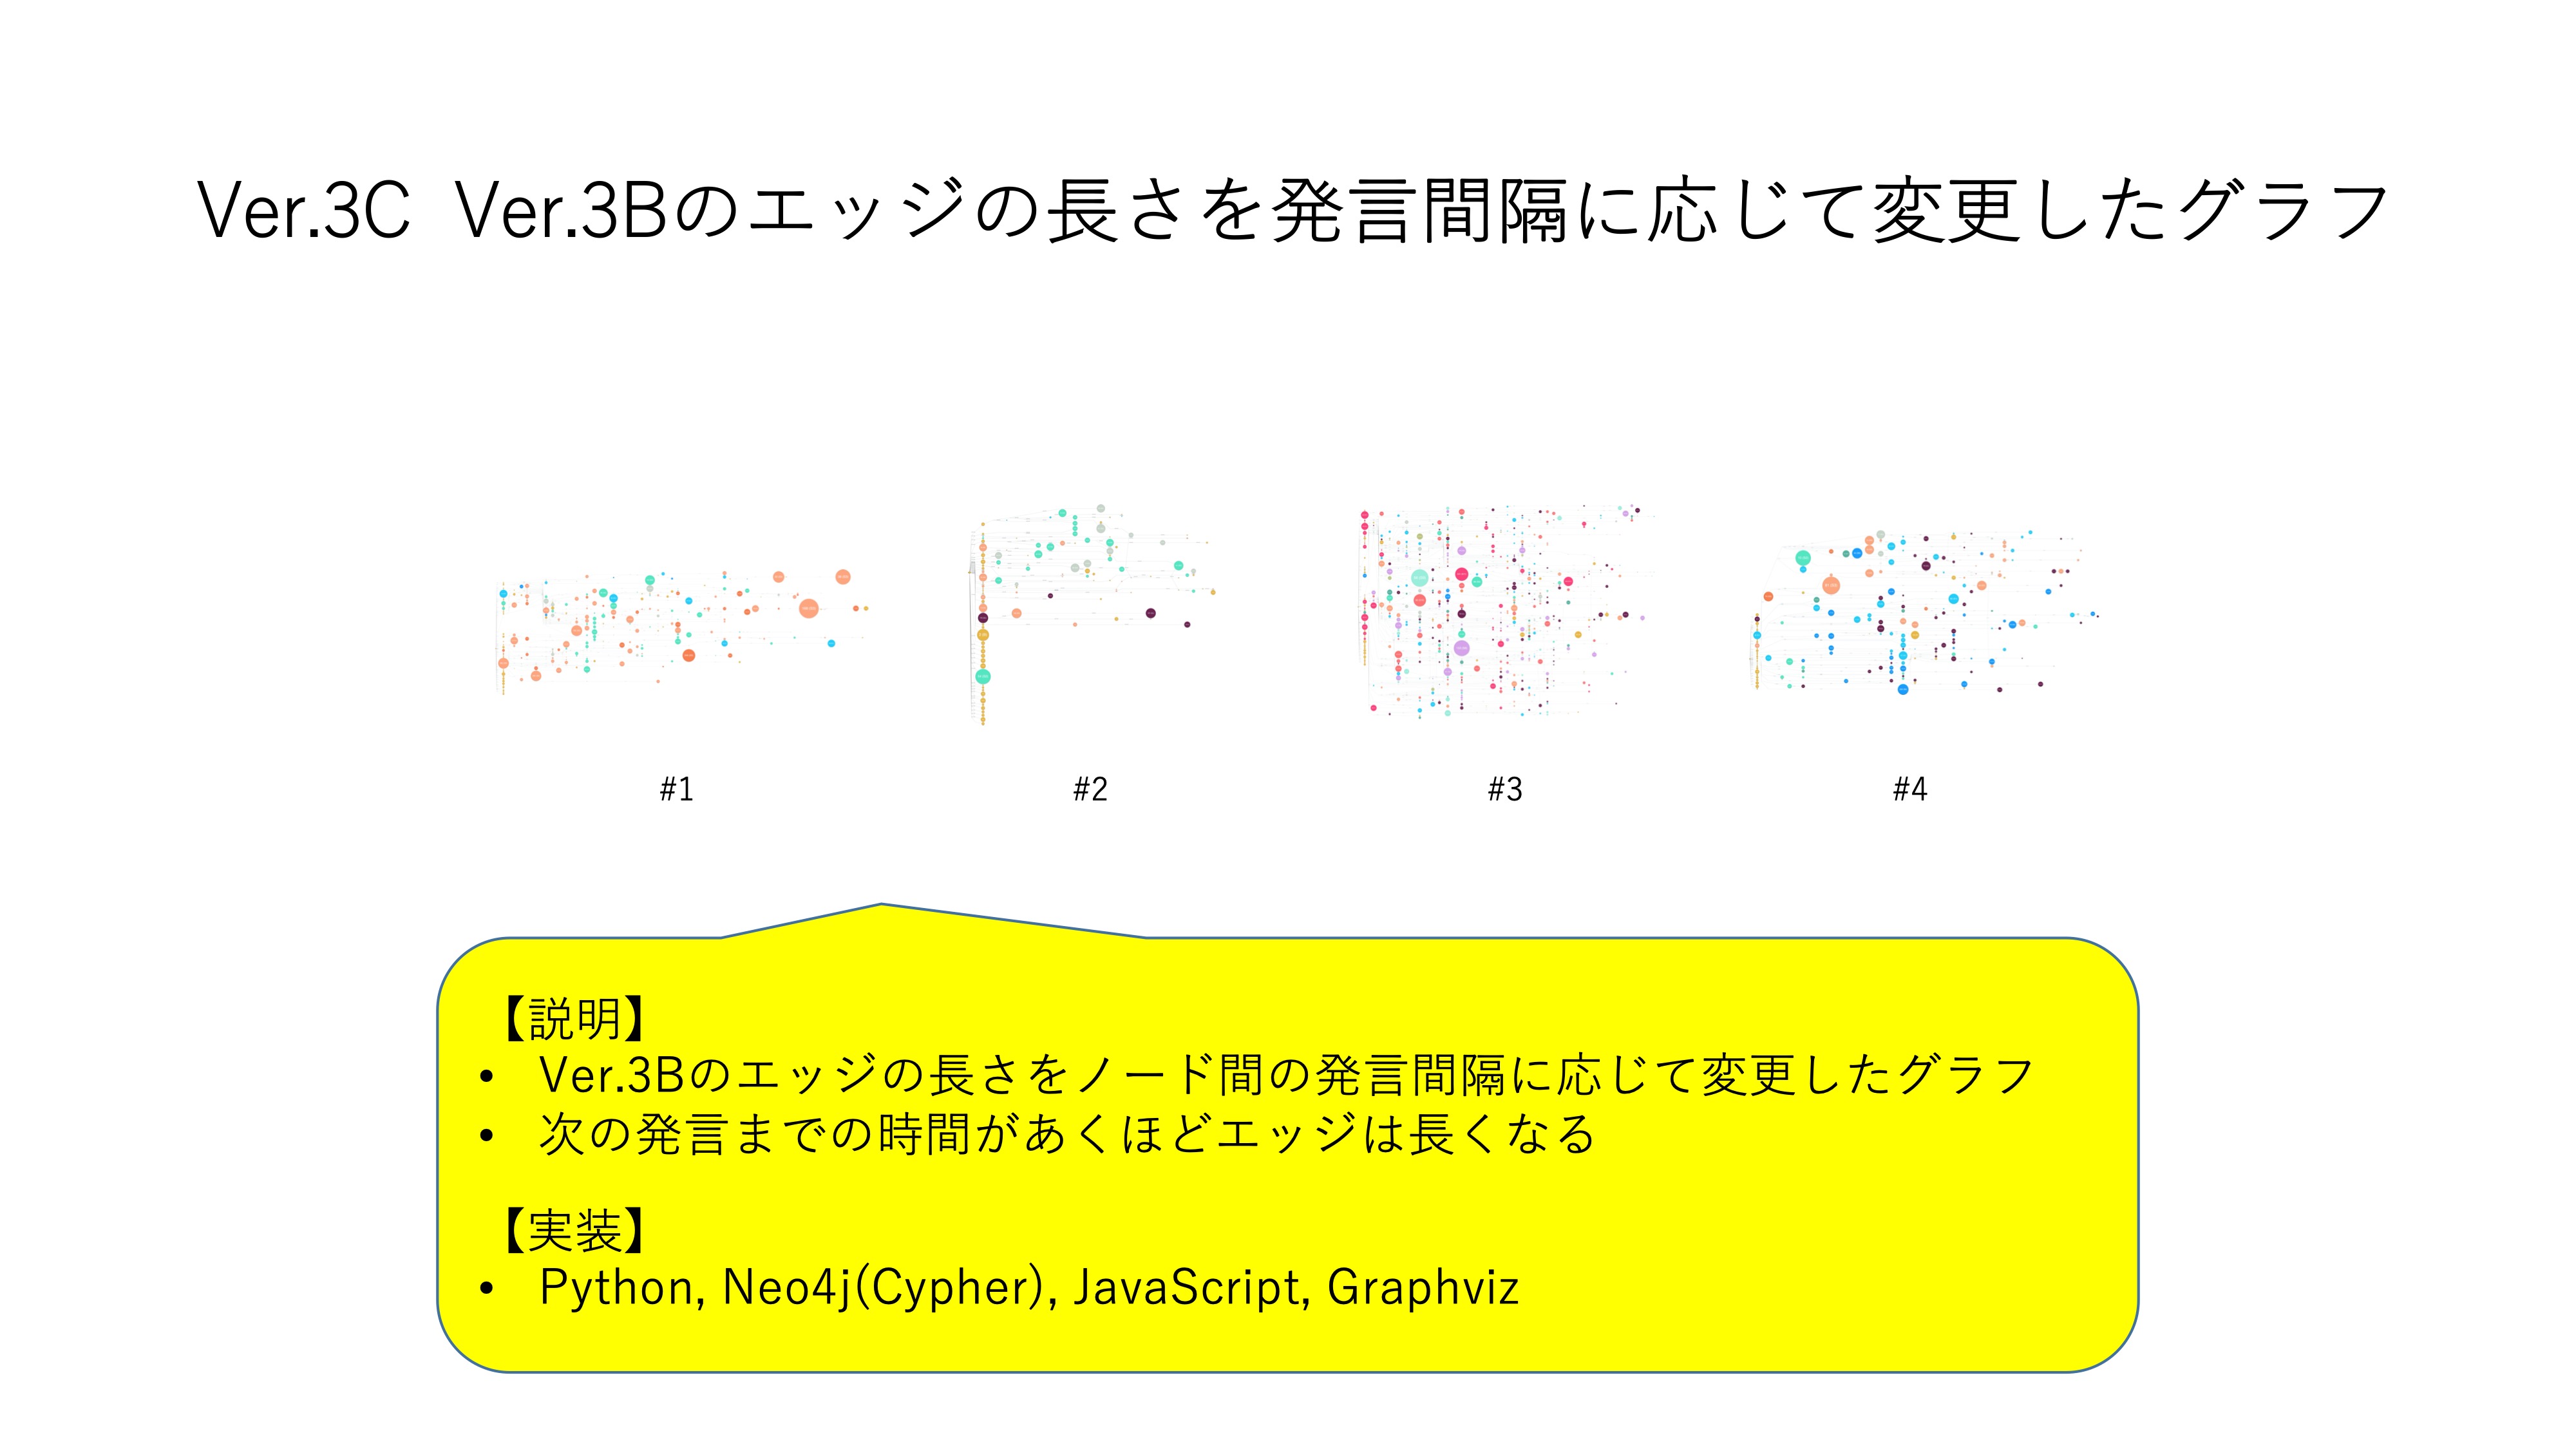 Ver.3C Ver.3Bのエッジの長さを発言間隔に応じて変更したグラフ
#1
#2
#3
#4
【説明】
• Ver.3Bのエッジの長さをノード間の発言間隔に応じて変更したグラフ
• 次の発言までの時間があくほどエッジは長くなる
【実装】
• Python, Neo4j(Cypher), JavaScript, Graphviz